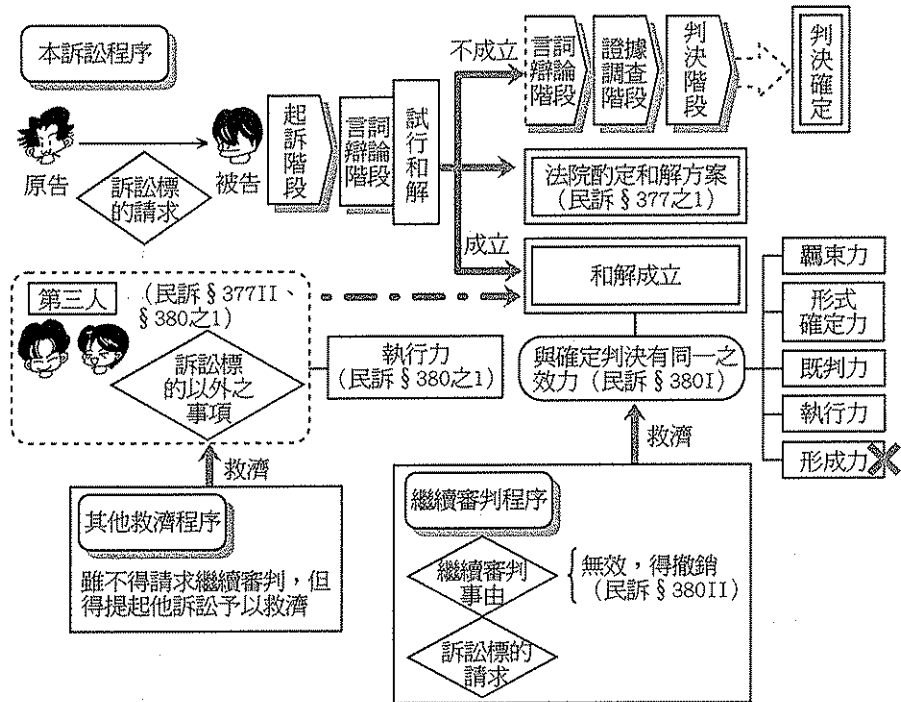 本訴訟程序
原告
被告
訴訟標
的請求
起訴階段
言詞辯論階段
試行和解
不成立
言詞辯論階段
證據調查階段
判決階段
判決確定
法院酌定和解方案
(民訴§377之1)
成立
和解成立
第三人
(民訴§377II、
§380之1)
訴訟標
的以外之
事項
執行力
(民訴§380之1)
與確定判決有同一之
效力(民訴§380I)
羈束力
形式
確定力
既判力
執行力
形成力
救濟
其他救濟程序
雖不得請求繼續審判,但
得提起他訴訟予以救濟
救濟
繼續審判程序
繼續審判
事由
無效,得撤銷
(民訴§380II)
訴訟標的
請求